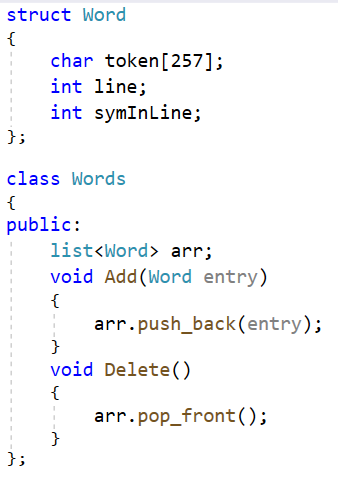 struct Word
{
    char token[257];
    int line;
    int symInLine;
};

class Words
{
public:
    list<Word> arr;
    void Add(Word entry)
    {
        arr.push_back(entry);
    }
    void Delete()
    {
        arr.pop_front();
    }
};